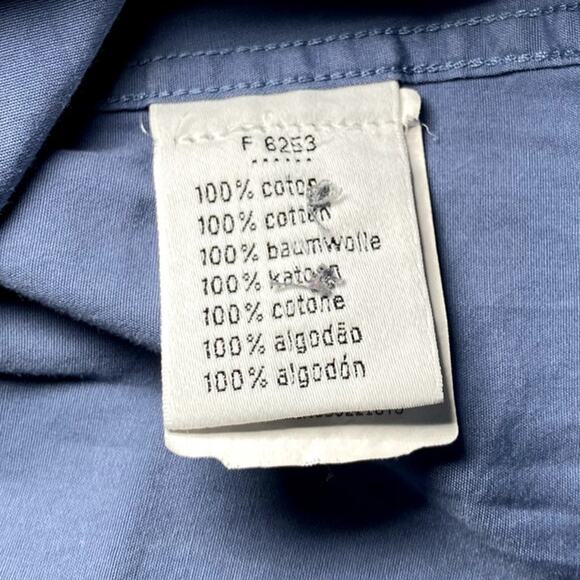 F 6253
100% coton
100% cotton
100% baumwolle
100% katoen
100% cotone
100% algodão
100% algodón